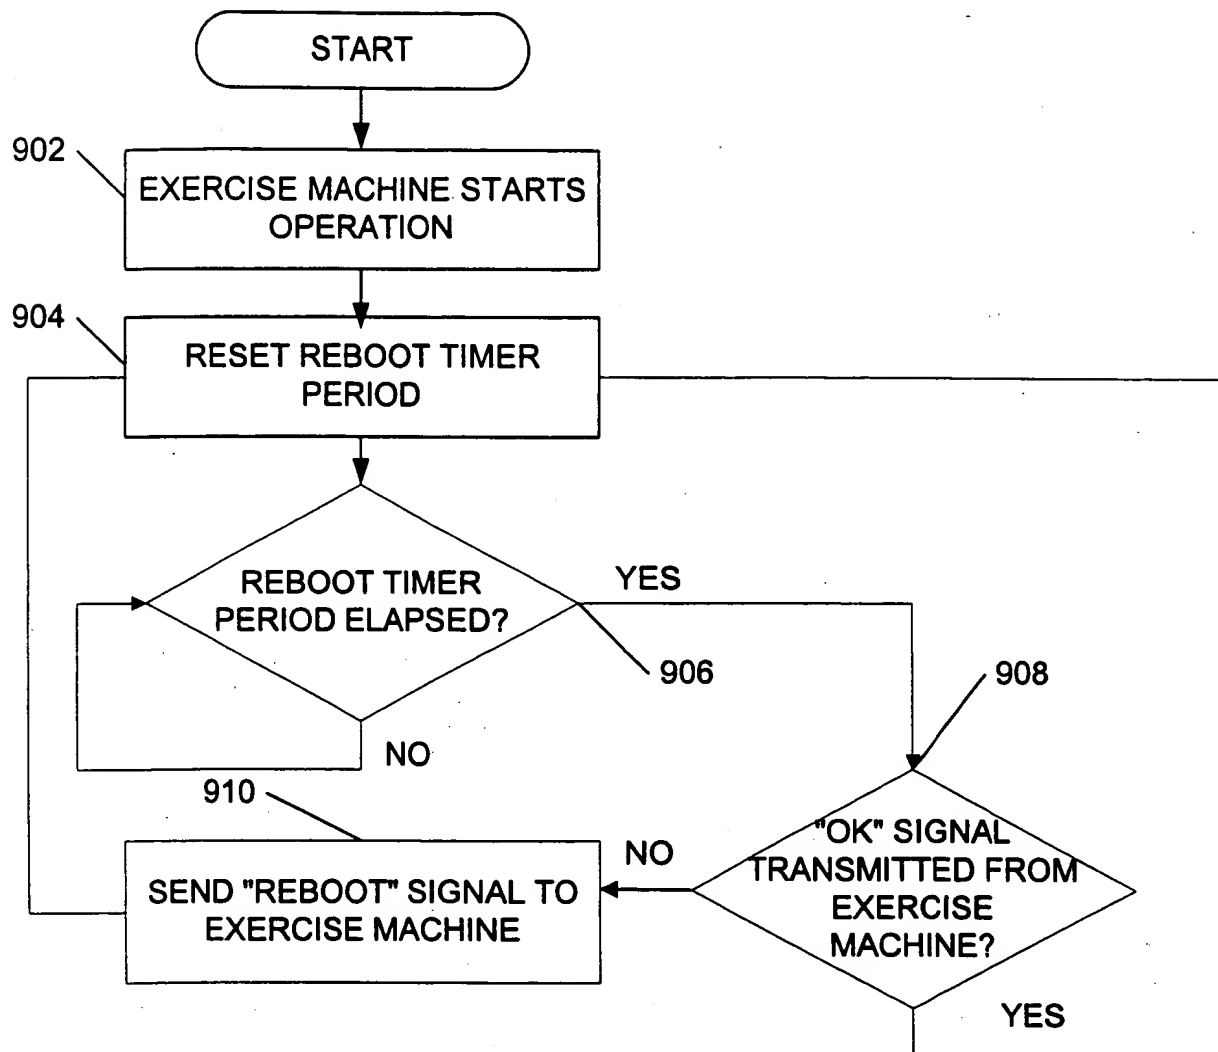 START
902
EXERCISE MACHINE STARTS
OPERATION
904
RESET REBOOT TIMER
PERIOD
REBOOT TIMER
PERIOD ELAPSED?
YES
906
908
NO
910
"OK" SIGNAL
TRANSMITTED FROM
EXERCISE
MACHINE?
NO
SEND "REBOOT" SIGNAL TO
EXERCISE MACHINE
YES